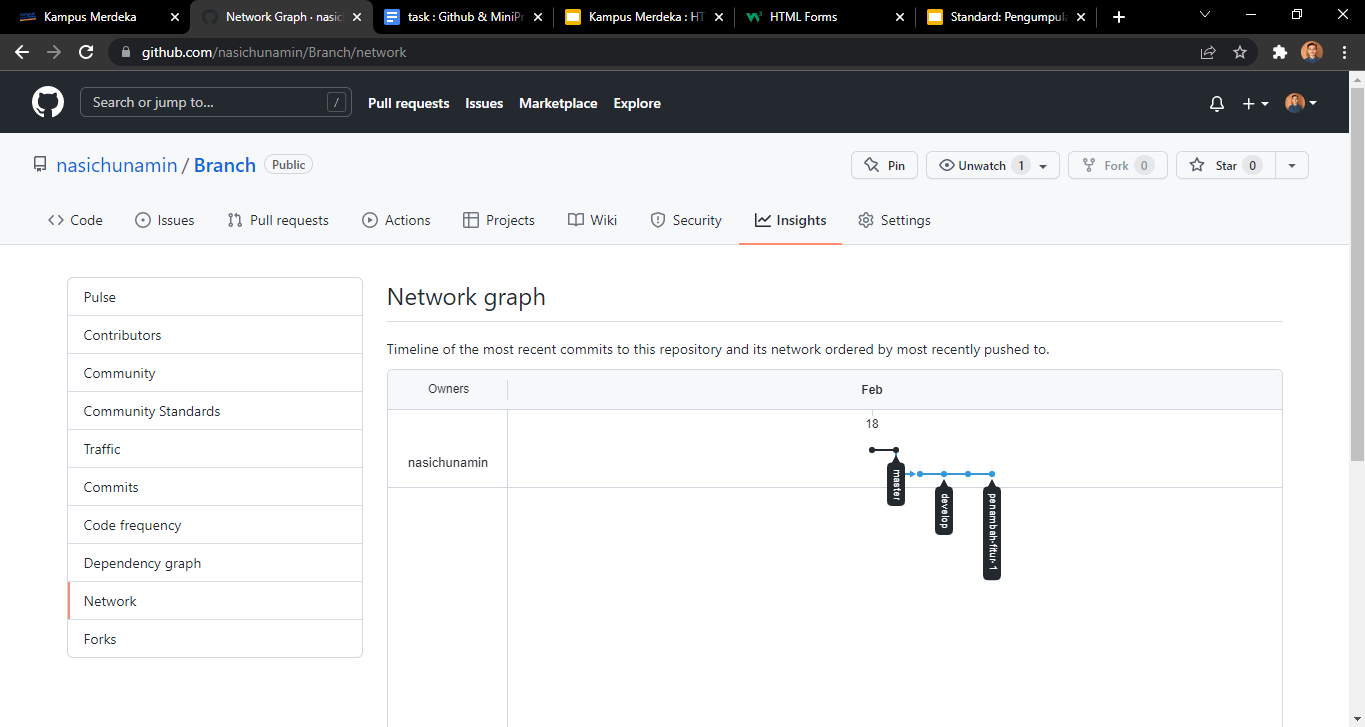 Kampus Merdeka
Network Graph · nasic
task : Github & MiniPr
Kampus Merdeka : HT
HTML Forms
Standard: Pengumpula
github.com/nasichunamin/Branch/network
Search or jump to...
/
Pull requests
Issues
Marketplace
Explore
nasichunamin / Branch
Public
Pin
Unwatch 1
Fork 0
Star 0
Code
Issues
Pull requests
Actions
Projects
Wiki
Security
Insights
Settings
Pulse
Contributors
Community
Community Standards
Traffic
Commits
Code frequency
Dependency graph
Network
Forks
Network graph
Timeline of the most recent commits to this repository and its network ordered by most recently pushed to.
Owners
Feb
18
nasichunamin
master
develop
penambah-fitur-1